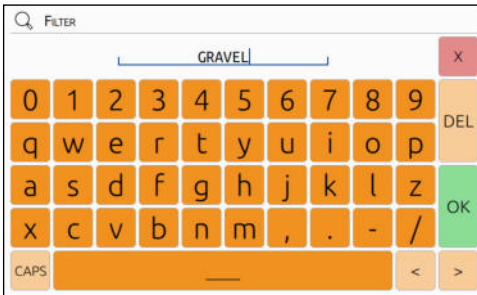 FILTER
GRAVEL
X
0 1 2 3 4 5 6 7 8 9
DEL
q w e r t y u i o p
a s d f g h j k l z
OK
x c v b n m , . - /
CAPS _ < >